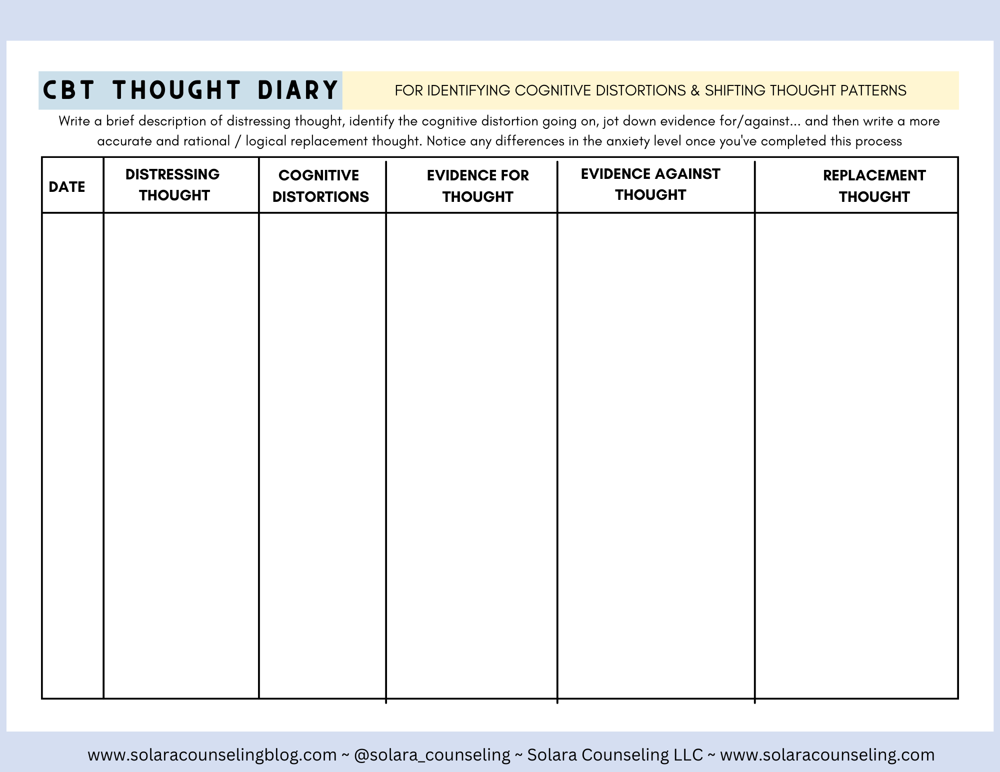 CBT THOUGHT DIARY
FOR IDENTIFYING COGNITIVE DISTORTIONS & SHIFTING THOUGHT PATTERNS
Write a brief description of distressing thought, identify the cognitive distortion going on, jot down evidence for/against... and then write a more
accurate and rational / logical replacement thought. Notice any differences in the anxiety level once you've completed this process
DATE
DISTRESSING
THOUGHT
COGNITIVE
DISTORTIONS
EVIDENCE FOR
THOUGHT
EVIDENCE AGAINST
THOUGHT
REPLACEMENT
THOUGHT
www.solaracounselingblog.com ~ @solara_counseling ~ Solara Counseling LLC ~ www.solaracounseling.com